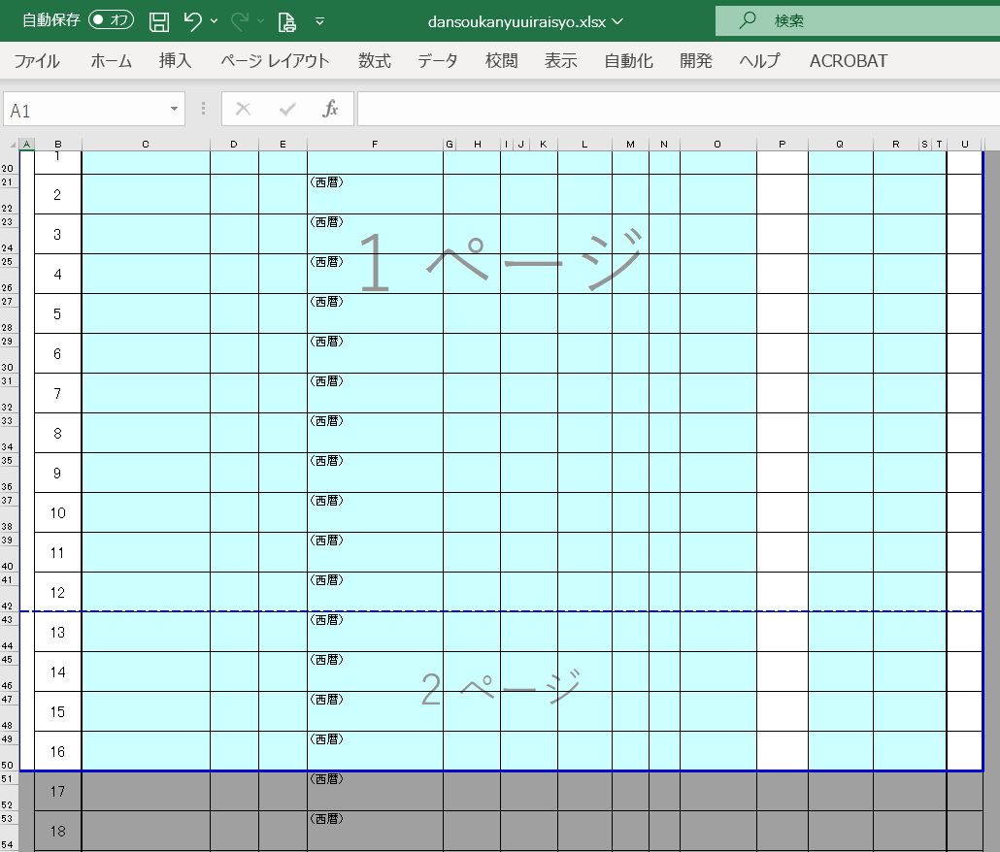 自動保存 オフ dansoukanyuuiraisyo.xlsx 検索
ファイル ホーム 挿入 ページ レイアウト 数式 データ 校閲 表示 自動化 開発 ヘルプ ACROBAT
A1 fx
A B C D E F G H I J K L M N O P Q R S T U
20 1
21 (西暦)
2
22
23 (西暦)
3
24
25 (西暦)
4
26
1 ページ
27 (西暦)
5
28
29 (西暦)
6
30
31 (西暦)
7
32
33 (西暦)
8
34
35 (西暦)
9
36
37 (西暦)
10
38
39 (西暦)
11
40
41 (西暦)
12
42
43 (西暦)
13
44
45 (西暦)
14
46
2 ページ
47 (西暦)
15
48
49 (西暦)
16
50
51 (西暦)
17
52
53 (西暦)
18
54